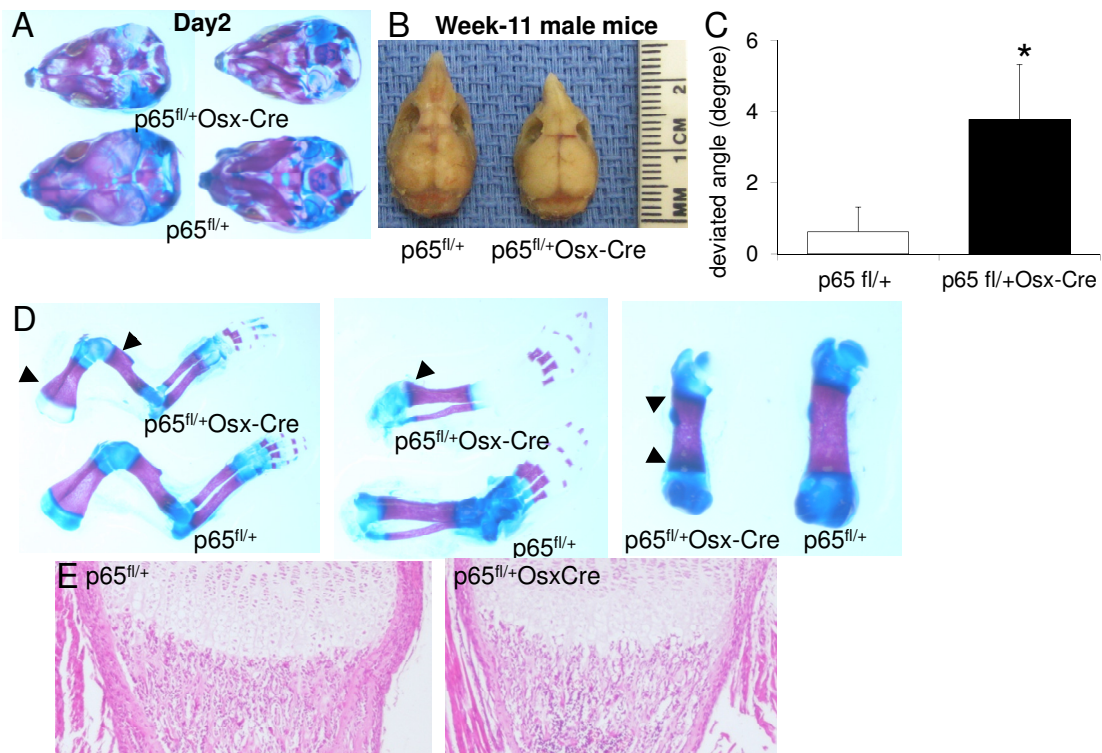 A
Day2
p65fl/+Osx-Cre
p65fl/+
B
Week-11 male mice
2
1 CM
MM
p65fl/+
p65fl/+Osx-Cre
C
deviated angle (degree)
6
4
2
0
*
p65 fl/+
p65 fl/+Osx-Cre
D
p65fl/+Osx-Cre
p65fl/+
p65fl/+Osx-Cre
p65fl/+
p65fl/+Osx-Cre
p65fl/+
E
p65fl/+
p65fl/+OsxCre